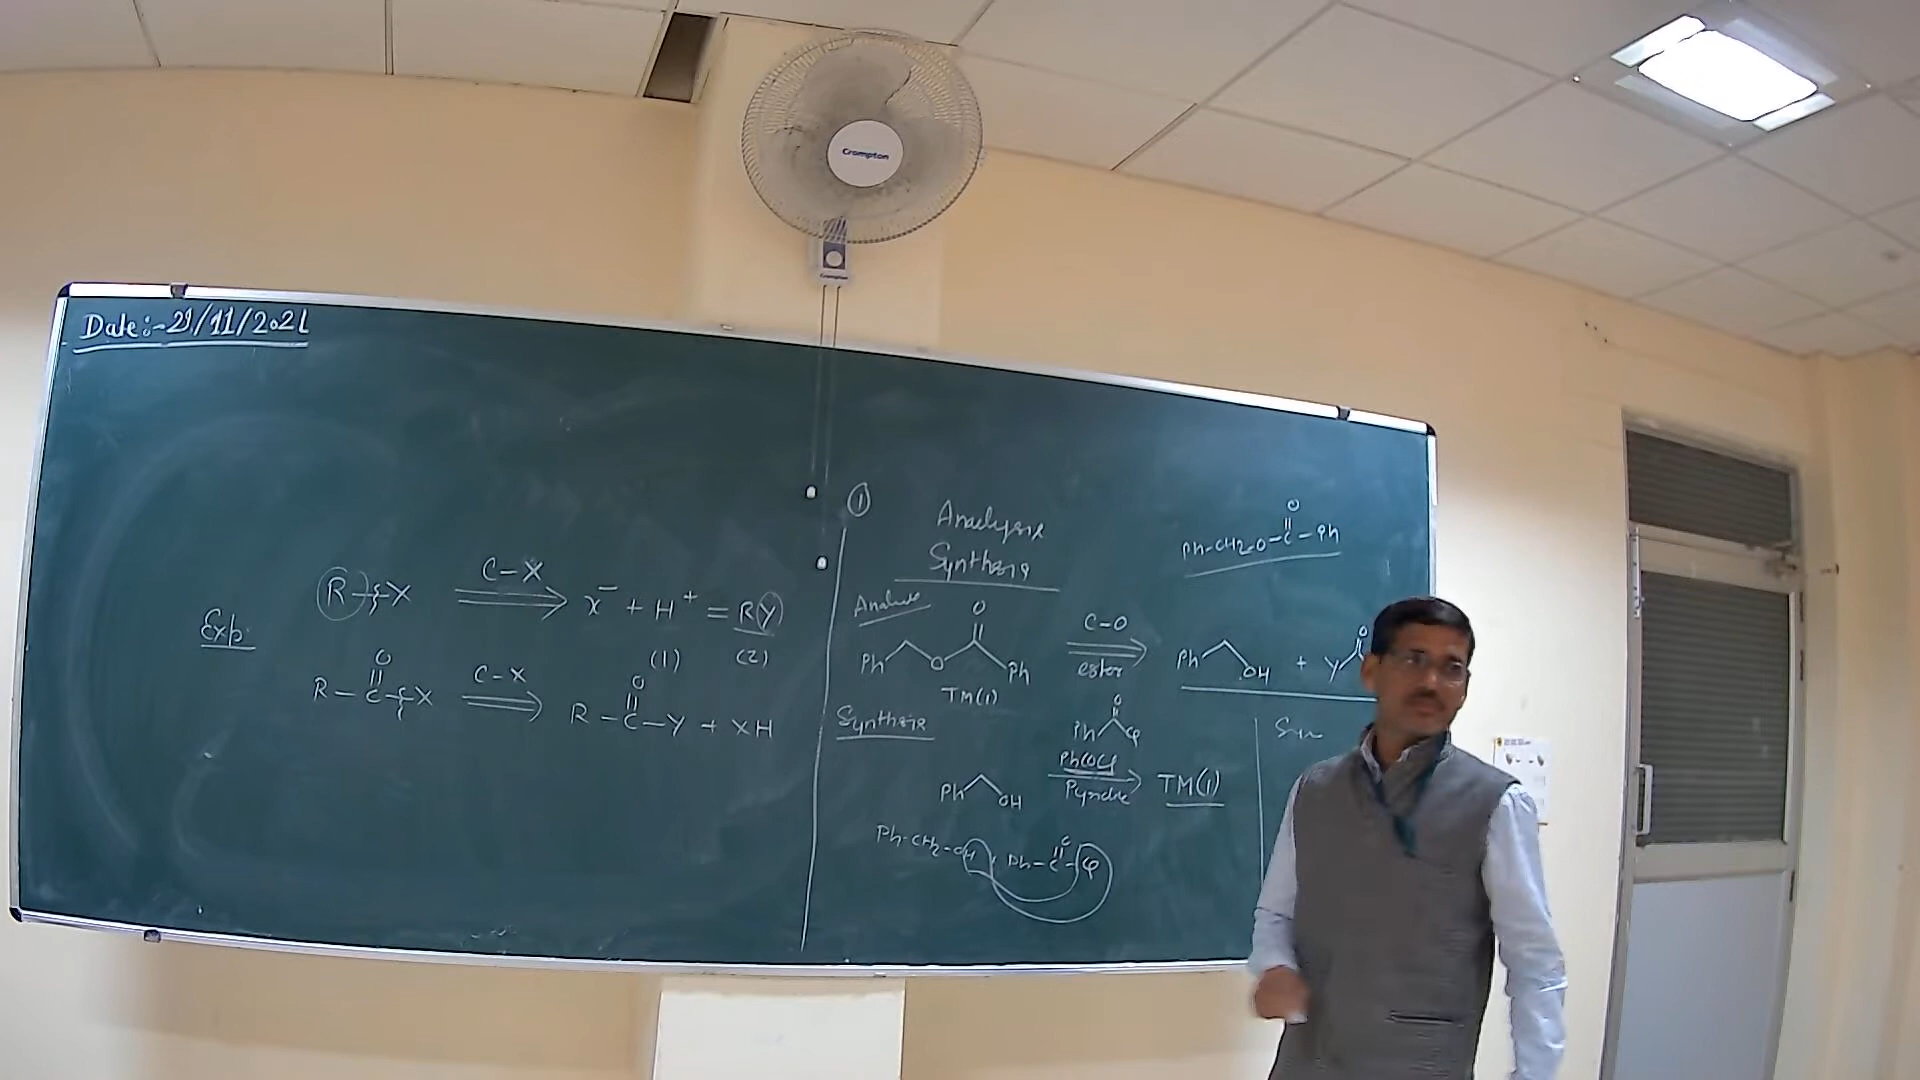 Crompton
Crompton
Date:-29/11/2021
Exp:
R-X C-X X⁻ + H⁺ = RY
(1) (2)
O
R-C-X C-X R-C-Y + XH
O
①
Analysis
Synthesis
O
Ph-CH2-O-C-Ph
O
Ph O Ph
TM(1)
C-O
ester
Ph OH + Y
O
Synthesis
O
Ph Cl
PhCOCl
Ph OH Pyridine TM(1)
Ph-CH2-OH Ph-C-Cl
O